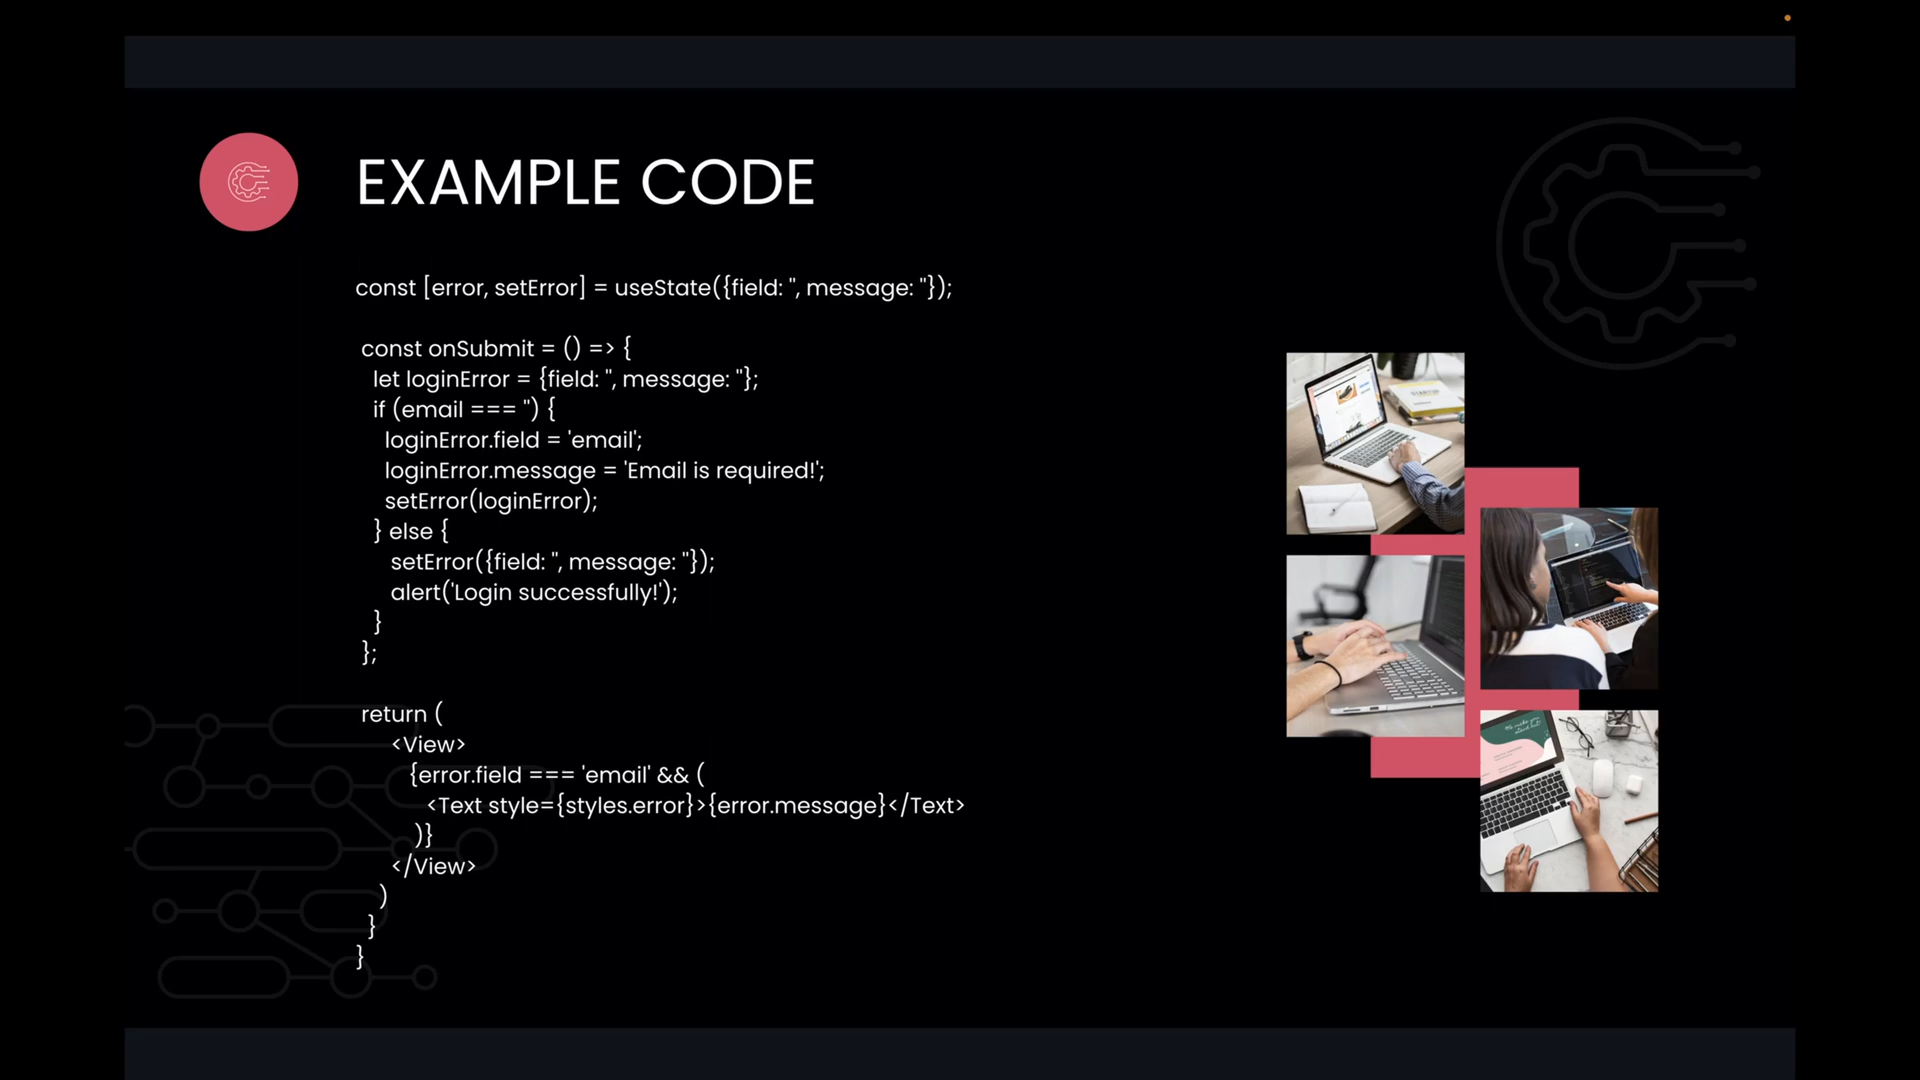 EXAMPLE CODE
const [error, setError] = useState({field: '', message: ''});
const onSubmit = () => {
let loginError = {field: '', message: ''};
if (email === '') {
loginError.field = 'email';
loginError.message = 'Email is required!';
setError(loginError);
} else {
setError({field: '', message: ''});
alert('Login successfully!');
}
};
return (
<View>
{error.field === 'email' && (
<Text style={styles.error}>{error.message}</Text>
)}
</View>
)
}
}